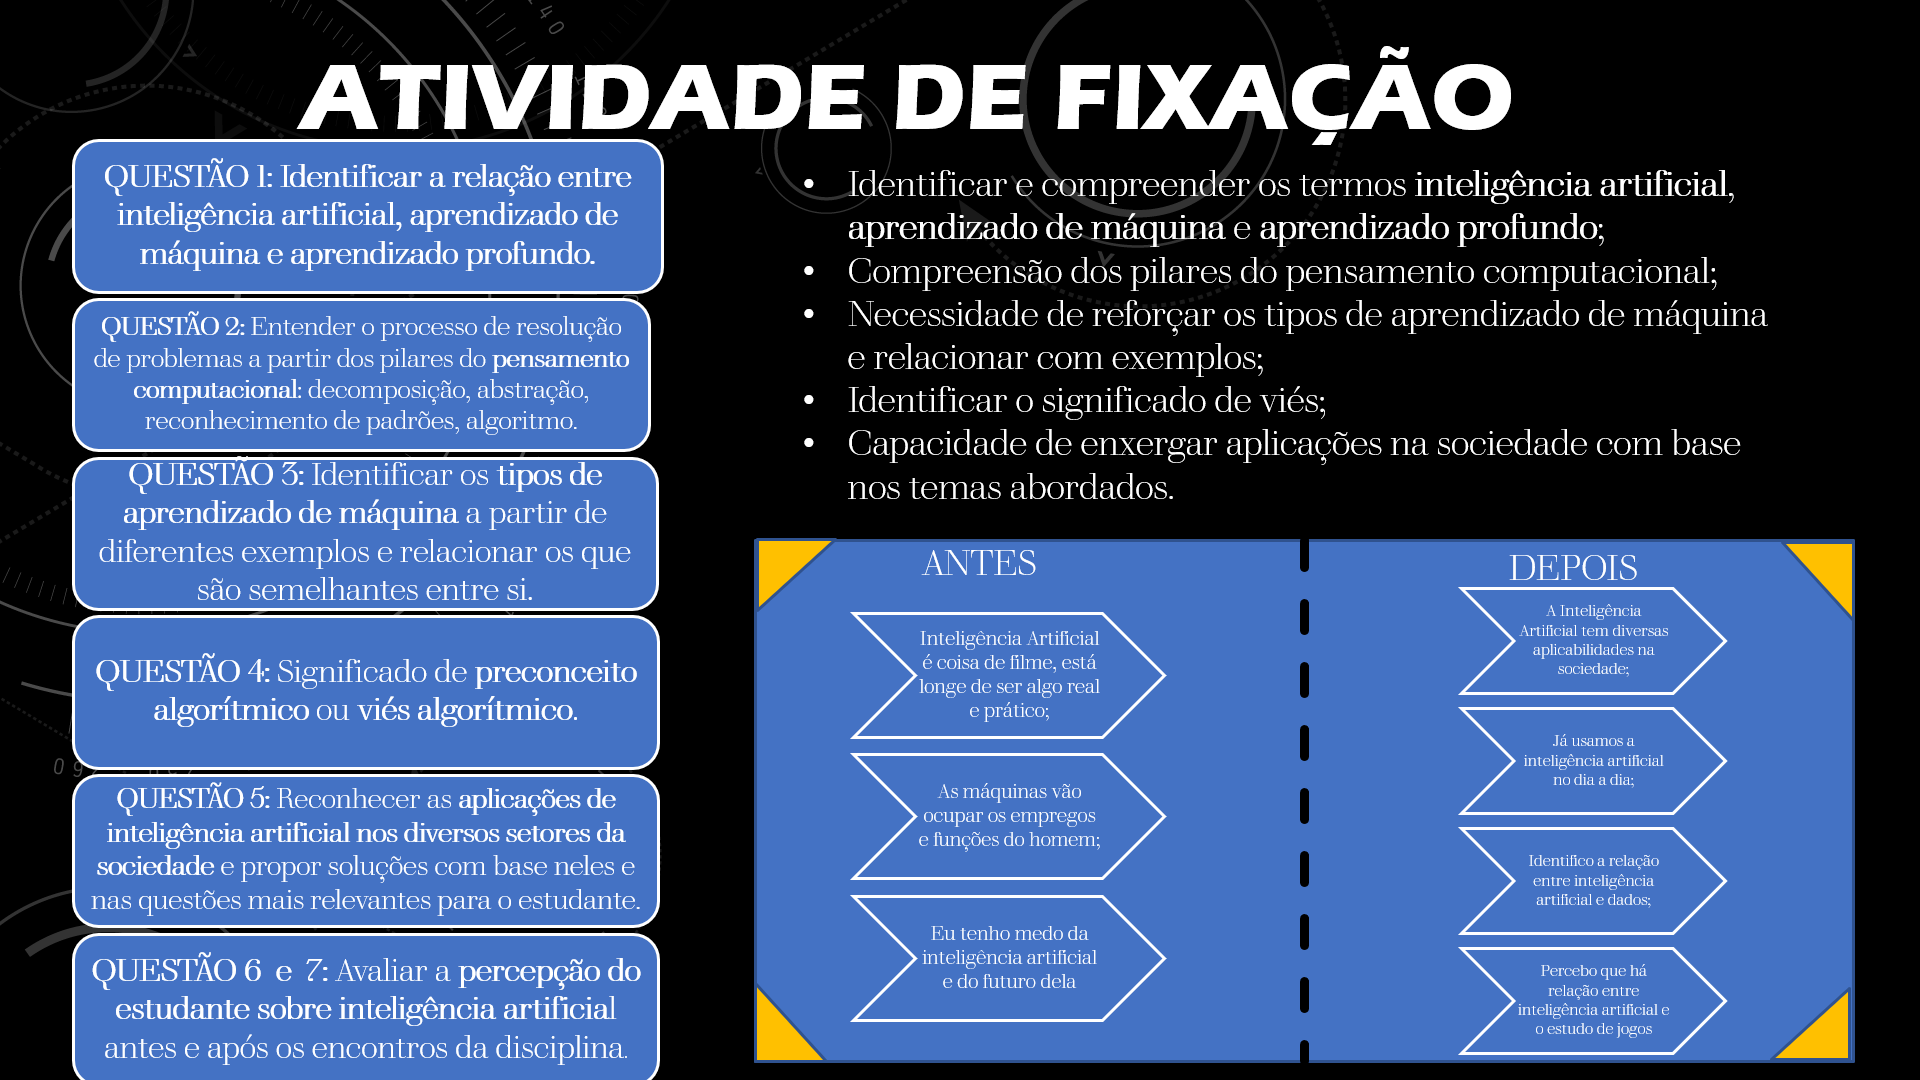 ATIVIDADE DE FIXAÇÃO
QUESTÃO 1: Identificar a relação entre
inteligência artificial, aprendizado de
máquina e aprendizado profundo.
QUESTÃO 2: Entender o processo de resolução
de problemas a partir dos pilares do pensamento
computacional: decomposição, abstração,
reconhecimento de padrões, algoritmo.
QUESTÃO 3: Identificar os tipos de
aprendizado de máquina a partir de
diferentes exemplos e relacionar os que
são semelhantes entre si.
QUESTÃO 4: Significado de preconceito
algorítmico ou viés algorítmico.
QUESTÃO 5: Reconhecer as aplicações de
inteligência artificial nos diversos setores da
sociedade e propor soluções com base neles e
nas questões mais relevantes para o estudante.
QUESTÃO 6 e 7: Avaliar a percepção do
estudante sobre inteligência artificial
antes e após os encontros da disciplina.
• Identificar e compreender os termos inteligência artificial,
aprendizado de máquina e aprendizado profundo;
• Compreensão dos pilares do pensamento computacional;
• Necessidade de reforçar os tipos de aprendizado de máquina
e relacionar com exemplos;
• Identificar o significado de viés;
• Capacidade de enxergar aplicações na sociedade com base
nos temas abordados.
ANTES
Inteligência Artificial
é coisa de filme, está
longe de ser algo real
e prático;
As máquinas vão
ocupar os empregos
e funções do homem;
Eu tenho medo da
inteligência artificial
e do futuro dela
DEPOIS
A Inteligência
Artificial tem diversas
aplicabilidades na
sociedade;
Já usamos a
inteligência artificial
no dia a dia;
Identifico a relação
entre inteligência
artificial e dados;
Percebo que há
relação entre
inteligência artificial e
o estudo de jogos